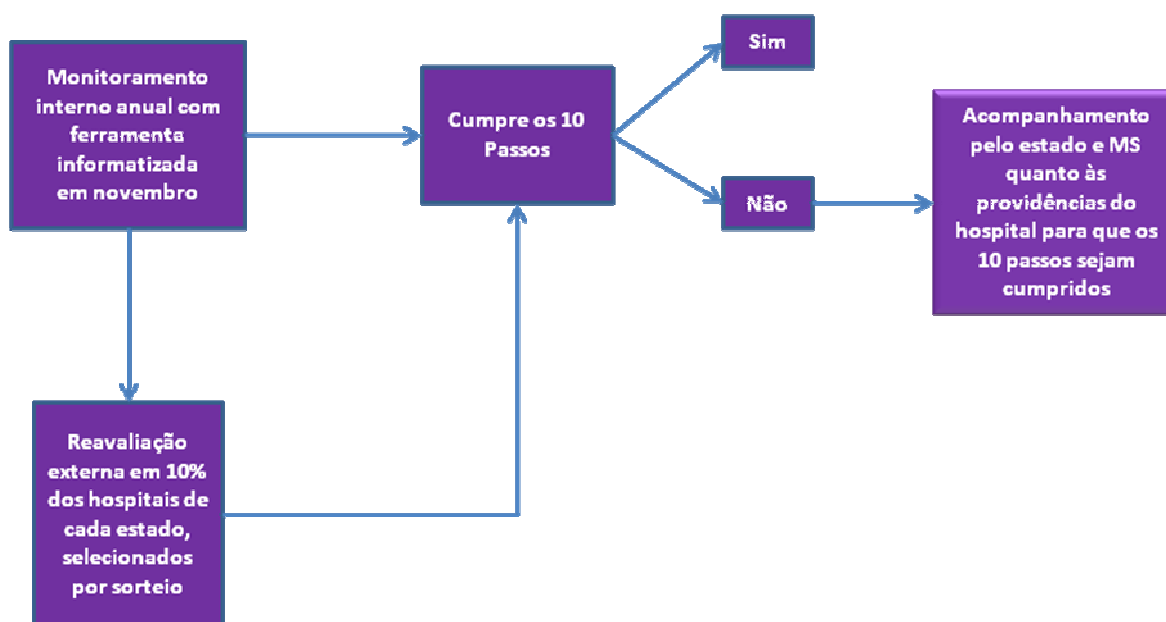 Monitoramento
interno anual com
ferramenta
informatizada
em novembro
Cumpre os 10
Passos
Sim
Não
Acompanhamento
pelo estado e MS
quanto às
providências do
hospital para que os
10 passos sejam
cumpridos
Reavaliação
externa em 10%
dos hospitais de
cada estado,
selecionados
por sorteio